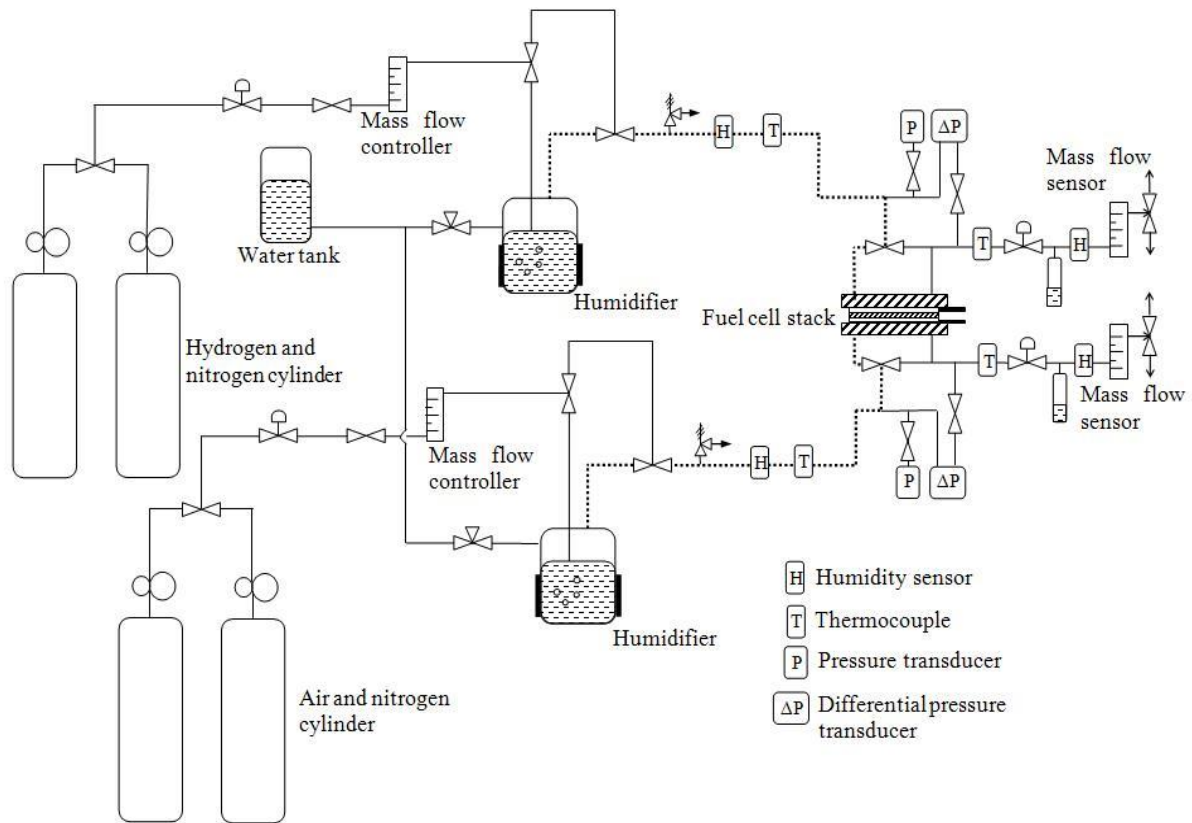 Mass flow
controller
P
ΔP
H
T
Mass flow
sensor
Water tank
T
H
Humidifier
Fuel cell stack
Hydrogen and
nitrogen cylinder
T
H
Mass flow
sensor
Mass flow
controller
H
T
P
ΔP
H Humidity sensor
T Thermocouple
Humidifier
P Pressure transducer
Air and nitrogen
cylinder
ΔP Differential pressure
transducer